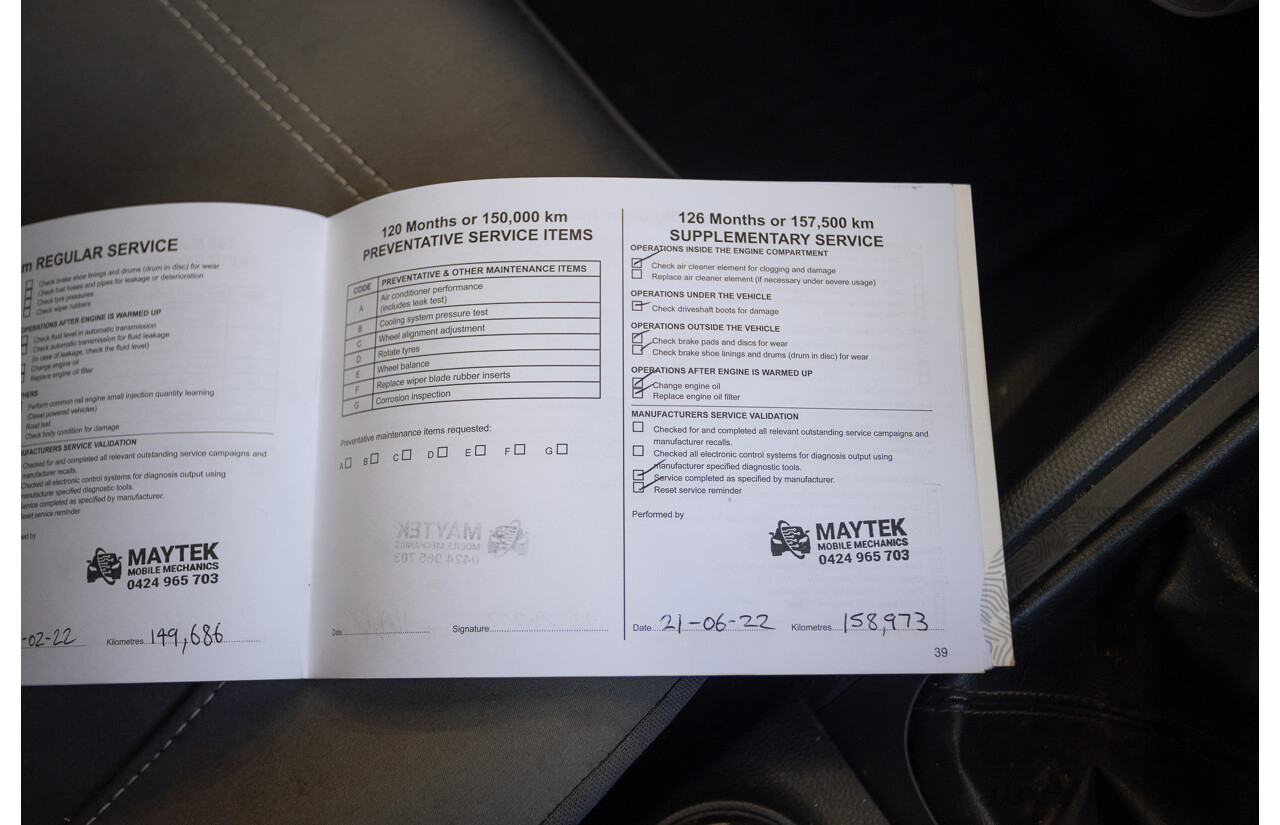 m REGULAR SERVICE
Check brake shoe linings and drums (drum in disc) for wear
Check fuel hoses and pipes for leakage or deterioration
Check tyre pressures
Check wiper rubbers
OPERATIONS AFTER ENGINE IS WARMED UP
Check fluid level in automatic transmission
Check automatic transmission for fluid leakage
(in case of leakage, check the fluid level)
Change engine oil
Replace engine oil filter
HERS
Perform common rail engine small injection quantity learning
(Diesel powered vehicles)
Road test
Check body condition for damage
UFACTURERS SERVICE VALIDATION
Checked for and completed all relevant outstanding service campaigns and
manufacturer recalls.
Checked all electronic control systems for diagnosis output using
manufacturer specified diagnostic tools.
Service completed as specified by manufacturer.
Reset service reminder
ed by
MAYTEK
MOBILE MECHANICS
0424 965 703
-02-22 Kilometres 149,686
120 Months or 150,000 km
PREVENTATIVE SERVICE ITEMS
CODE PREVENTATIVE & OTHER MAINTENANCE ITEMS
A Air conditioner performance
(includes leak test)
B Cooling system pressure test
C Wheel alignment adjustment
D Rotate tyres
E Wheel balance
F Replace wiper blade rubber inserts
G Corrosion inspection
Preventative maintenance items requested:
A B C D E F G
Date Signature
126 Months or 157,500 km
SUPPLEMENTARY SERVICE
OPERATIONS INSIDE THE ENGINE COMPARTMENT
Check air cleaner element for clogging and damage
Replace air cleaner element (if necessary under severe usage)
OPERATIONS UNDER THE VEHICLE
Check driveshaft boots for damage
OPERATIONS OUTSIDE THE VEHICLE
Check brake pads and discs for wear
Check brake shoe linings and drums (drum in disc) for wear
OPERATIONS AFTER ENGINE IS WARMED UP
Change engine oil
Replace engine oil filter
MANUFACTURERS SERVICE VALIDATION
Checked for and completed all relevant outstanding service campaigns and
manufacturer recalls.
Checked all electronic control systems for diagnosis output using
manufacturer specified diagnostic tools.
Service completed as specified by manufacturer.
Reset service reminder
Performed by
MAYTEK
MOBILE MECHANICS
0424 965 703
Date 21-06-22 Kilometres 158,973
39